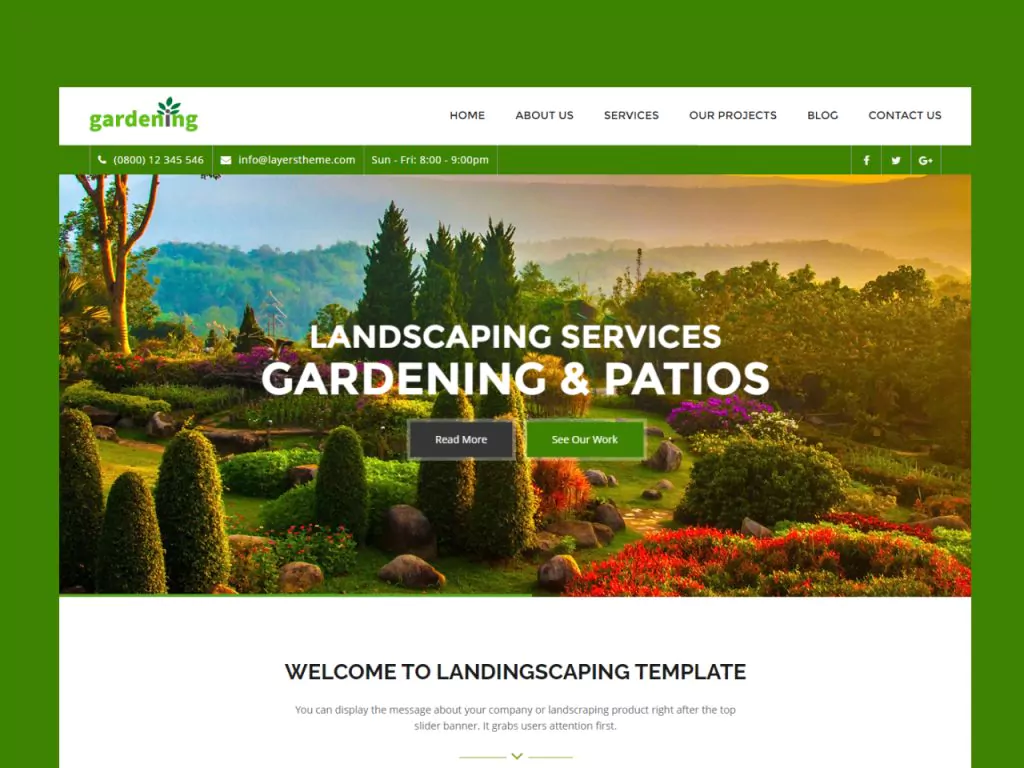 gardening
HOME ABOUT US SERVICES OUR PROJECTS BLOG CONTACT US
(0800) 12 345 546 info@layerstheme.com Sun - Fri: 8:00 - 9:00pm
LANDSCAPING SERVICES
GARDENING & PATIOS
Read More See Our Work
WELCOME TO LANDINGSCAPING TEMPLATE
You can display the message about your company or landscraping product right after the top
slider banner. It grabs users attention first.